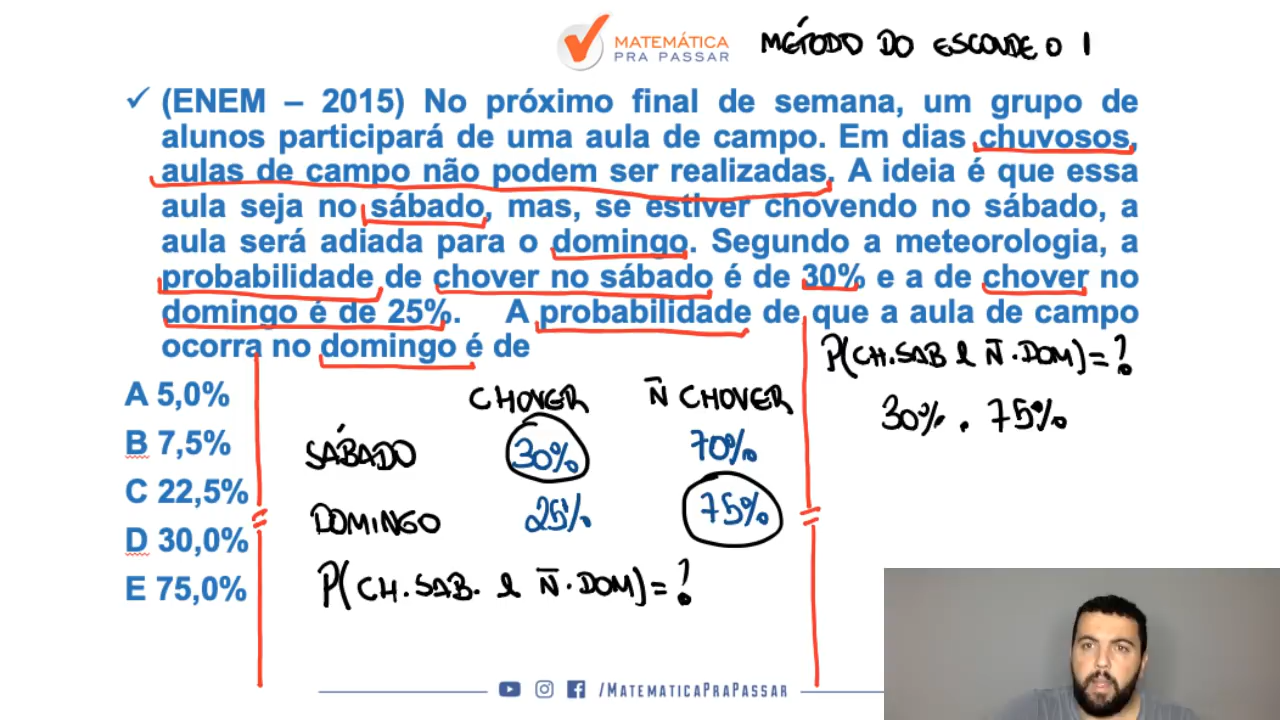 MATEMÁTICA
PRA PASSAR
MÉTODO DO ESCONDE O
✓ (ENEM – 2015) No próximo final de semana, um grupo de
alunos participará de uma aula de campo. Em dias chuvosos,
aulas de campo não podem ser realizadas. A ideia é que essa
aula seja no sábado, mas, se estiver chovendo no sábado, a
aula será adiada para o domingo. Segundo a meteorologia, a
probabilidade de chover no sábado é de 30% e a de chover no
domingo é de 25%. A probabilidade de que a aula de campo
ocorra no domingo é de
A 5,0%
B 7,5%
C 22,5%
D 30,0%
E 75,0%
CHOVER N̄ CHOVER
SÁBADO 30% 70%
DOMINGO 25% 75%
P(CH.SAB. e N̄.DOM)=?
P(CH.SAB e N̄.DOM)=?
30% . 75%
/MatematicaPraPassar